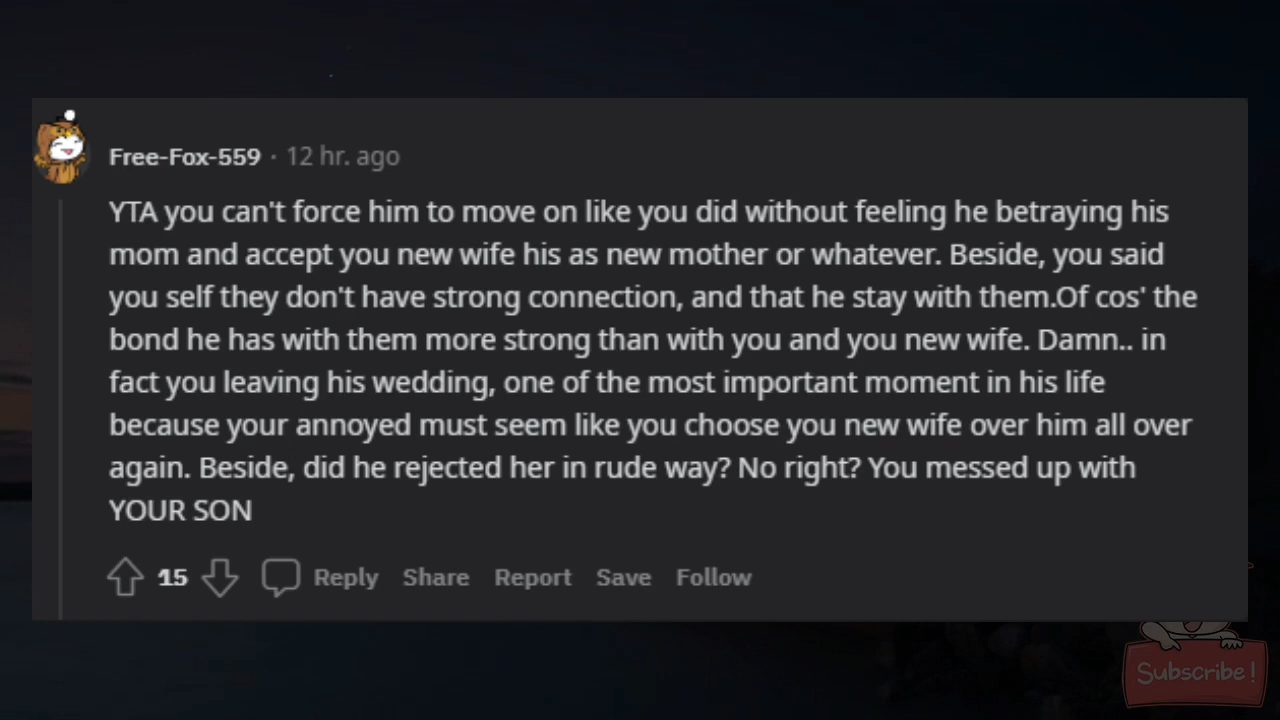 Free-Fox-559 · 12 hr. ago
YTA you can't force him to move on like you did without feeling he betraying his
mom and accept you new wife his as new mother or whatever. Beside, you said
you self they don't have strong connection, and that he stay with them.Of cos' the
bond he has with them more strong than with you and you new wife. Damn.. in
fact you leaving his wedding, one of the most important moment in his life
because your annoyed must seem like you choose you new wife over him all over
again. Beside, did he rejected her in rude way? No right? You messed up with
YOUR SON
15 Reply Share Report Save Follow
Subscribe!